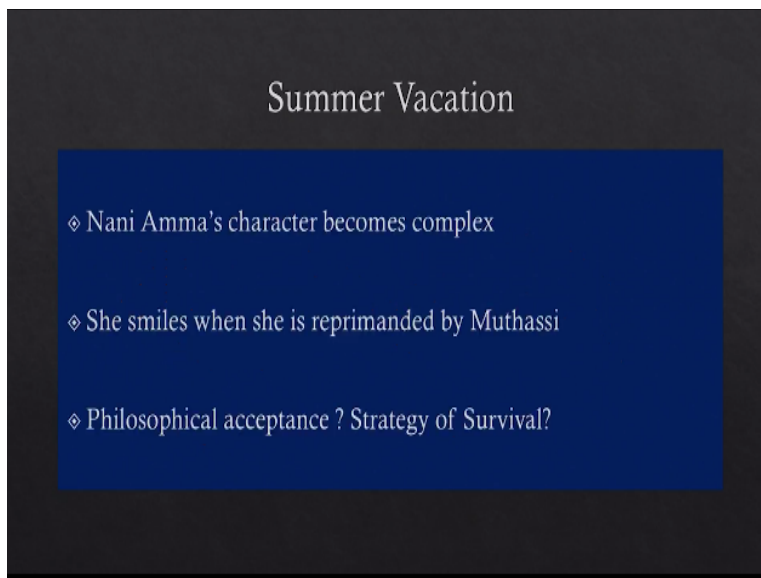 Summer Vacation
Nani Amma's character becomes complex
She smiles when she is reprimanded by Muthassi
Philosophical acceptance ? Strategy of Survival?